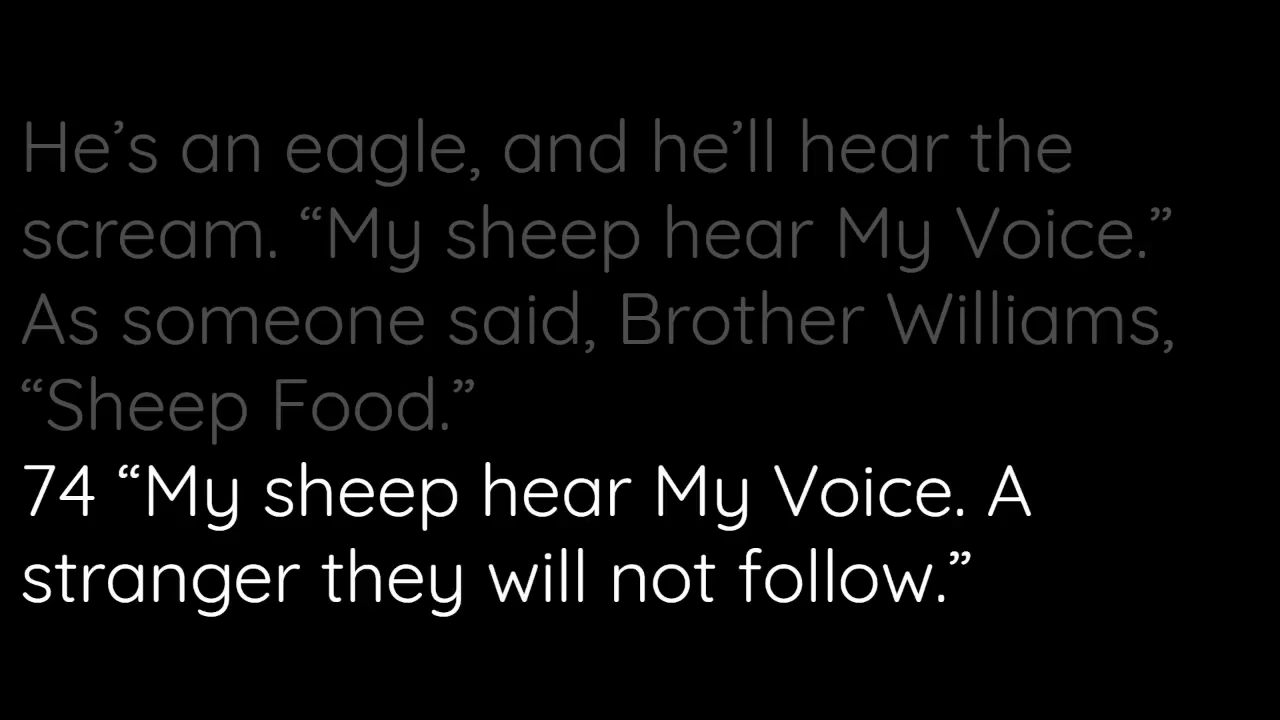 He’s an eagle, and he’ll hear the
scream. “My sheep hear My Voice.”
As someone said, Brother Williams,
“Sheep Food.”
74 “My sheep hear My Voice. A
stranger they will not follow.”